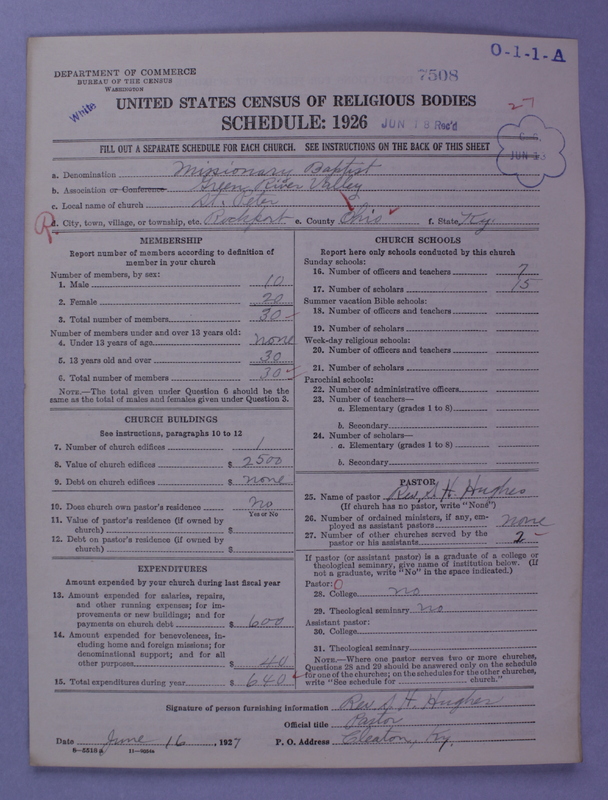 O-1-1-A
DEPARTMENT OF COMMERCE
BUREAU OF THE CENSUS
WASHINGTON
7508
White
27
UNITED STATES CENSUS OF RELIGIOUS BODIES
SCHEDULE: 1926 JUN 18 Rec'd
JUN 23
FILL OUT A SEPARATE SCHEDULE FOR EACH CHURCH. SEE INSTRUCTIONS ON THE BACK OF THIS SHEET
a. Denomination Missionary Baptist
b. Association or Conference Green River Valley
c. Local name of church St. Peter
R
d. City, town, village, or township, etc. Rockport e. County Ohio f. State Ky
MEMBERSHIP
Report number of members according to definition of
member in your church
Number of members, by sex:
1. Male 10
2. Female 20
3. Total number of members 30
Number of members under and over 13 years old:
4. Under 13 years of age none
5. 13 years old and over 30
6. Total number of members 30
NOTE.—The total given under Question 6 should be the
same as the total of males and females given under Question 3.
CHURCH BUILDINGS
See instructions, paragraphs 10 to 12
7. Number of church edifices 1
8. Value of church edifices $ 2500
9. Debt on church edifices $ none
10. Does church own pastor's residence no
Yes or No
11. Value of pastor's residence (if owned by
church) $
12. Debt on pastor's residence (if owned by
church) $
EXPENDITURES
Amount expended by your church during last fiscal year
13. Amount expended for salaries, repairs,
and other running expenses; for im-
provements or new buildings; and for
payments on church debt $ 600
14. Amount expended for benevolences, in-
cluding home and foreign missions; for
denominational support; and for all
other purposes $ 40
15. Total expenditures during year $ 640
CHURCH SCHOOLS
Report here only schools conducted by this church
Sunday schools:
16. Number of officers and teachers 7
17. Number of scholars 15
Summer vacation Bible schools:
18. Number of officers and teachers
19. Number of scholars
Week-day religious schools:
20. Number of officers and teachers
21. Number of scholars
Parochial schools:
22. Number of administrative officers
23. Number of teachers—
a. Elementary (grades 1 to 8)
b. Secondary
24. Number of scholars—
a. Elementary (grades 1 to 8)
b. Secondary
PASTOR
25. Name of pastor Rev. S. H. Hughes
(If church has no pastor, write "None")
26. Number of ordained ministers, if any, em-
ployed as assistant pastors none
27. Number of other churches served by the
pastor or his assistants 2
If pastor (or assistant pastor) is a graduate of a college or
theological seminary, give name of institution below. (If
not a graduate, write "No" in the space indicated.)
Pastor: O
28. College no
29. Theological seminary no
Assistant pastor:
30. College
31. Theological seminary
NOTE.—Where one pastor serves two or more churches,
Questions 28 and 29 should be answered only on the schedule
for one of the churches; on the schedules for the other churches,
write "See schedule for church."
Signature of person furnishing information Rev. S. H. Hughes
Official title Pastor
Date June 16, 1927 P. O. Address Cleaton, Ky.
8—5518a 11—9024a